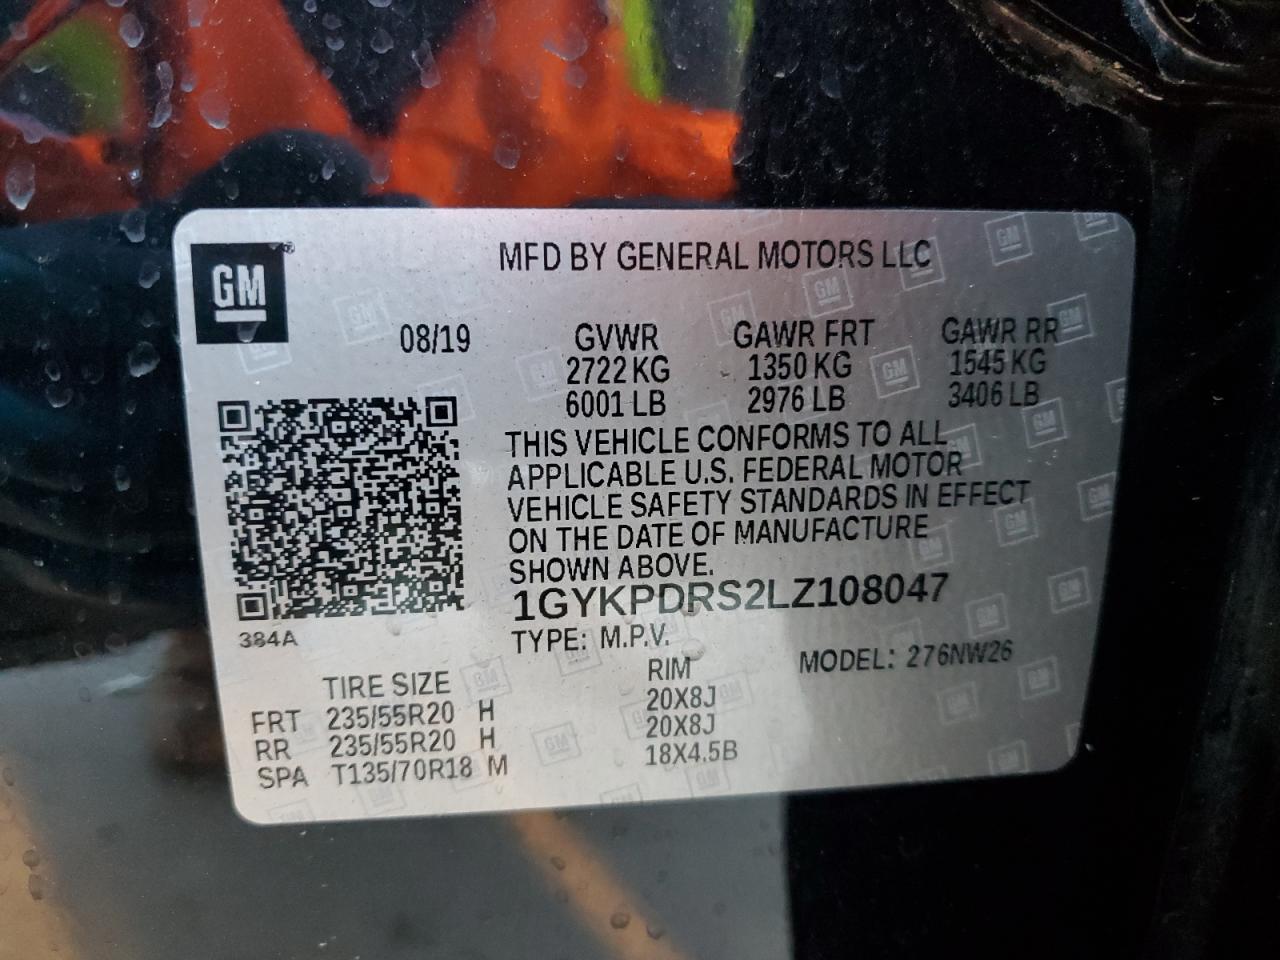 GM
MFD BY GENERAL MOTORS LLC
08/19 GVWR GAWR FRT GAWR RR
2722 KG 1350 KG 1545 KG
6001 LB 2976 LB 3406 LB
THIS VEHICLE CONFORMS TO ALL
APPLICABLE U.S. FEDERAL MOTOR
VEHICLE SAFETY STANDARDS IN EFFECT
ON THE DATE OF MANUFACTURE
SHOWN ABOVE.
1GYKPDRS2LZ108047
384A
TYPE: M.P.V. MODEL: 276NW26
TIRE SIZE RIM
FRT 235/55R20 H 20X8J
RR 235/55R20 H 20X8J
SPA T135/70R18 M 18X4.5B